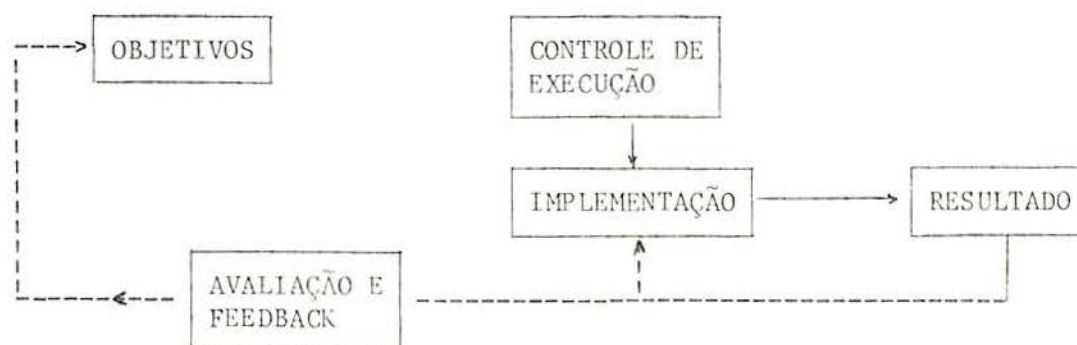 OBJETIVOS
CONTROLE DE
EXECUÇÃO
IMPLEMENTAÇÃO
RESULTADO
AVALIAÇÃO E
FEEDBACK